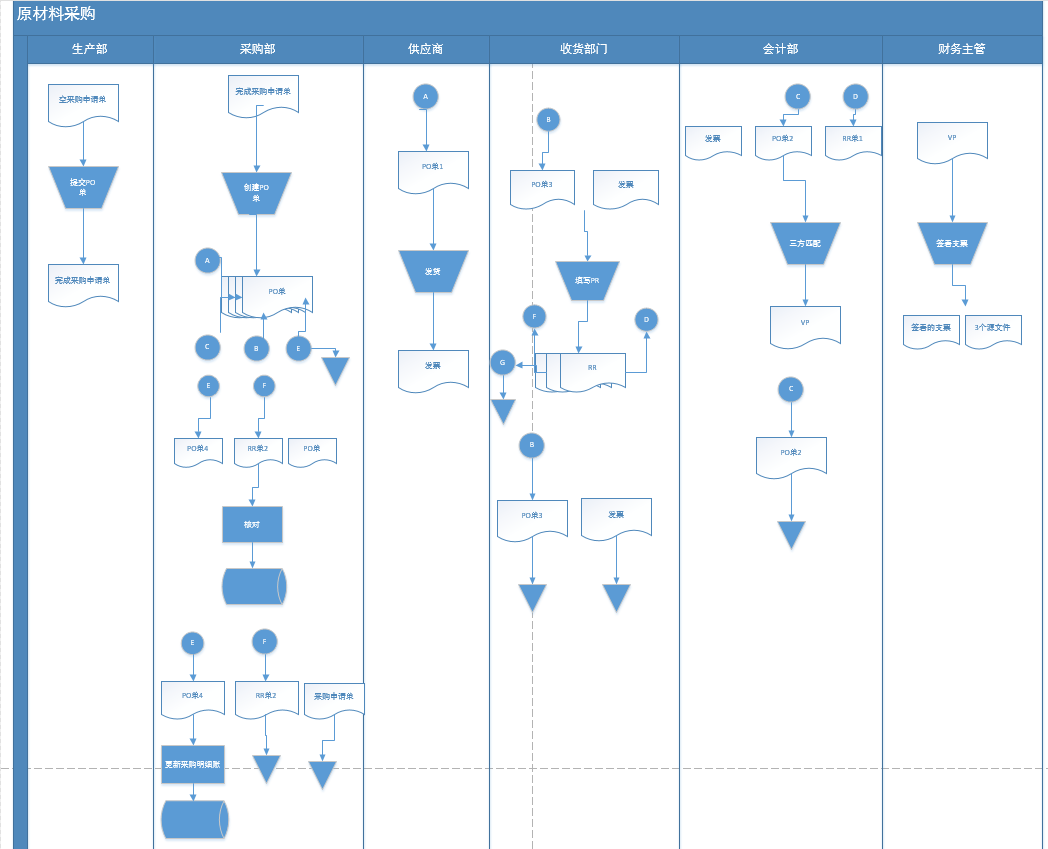 原材料采购
生产部
采购部
供应商
收货部门
会计部
财务主管
空采购申请单
提交PO
单
完成采购申请单
完成采购申请单
创建PO
单
A
PO单
C
B
E
E
F
PO单4
RR单2
PO单
核对
E
F
PO单4
RR单2
采购申请单
更新采购明细账
A
PO单1
发货
发票
B
PO单3
发票
填写PR
F
D
G
RR
B
PO单3
发票
C
D
发票
PO单2
RR单1
三方匹配
VP
C
PO单2
VP
签署支票
签署的支票
3个源文件